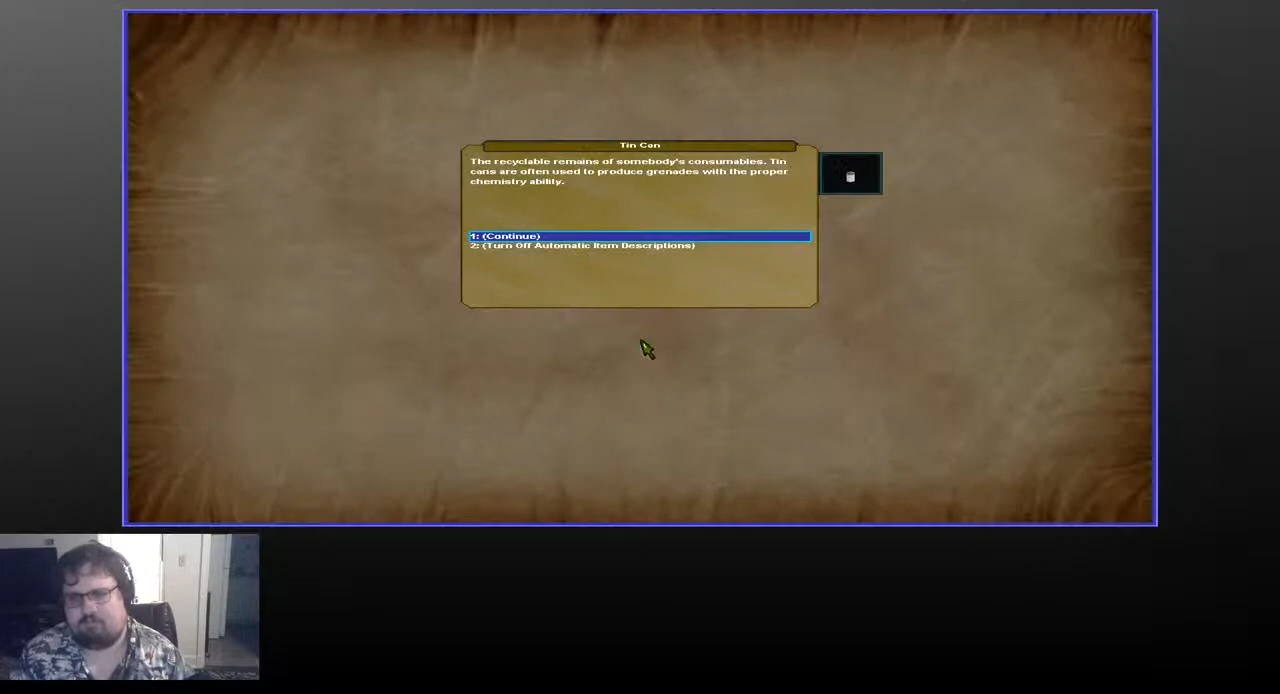 Tin Can
The recyclable remains of somebody's consumables. Tin
cans are often used to produce grenades with the proper
chemistry ability.
1: (Continue)
2: (Turn Off Automatic Item Descriptions)